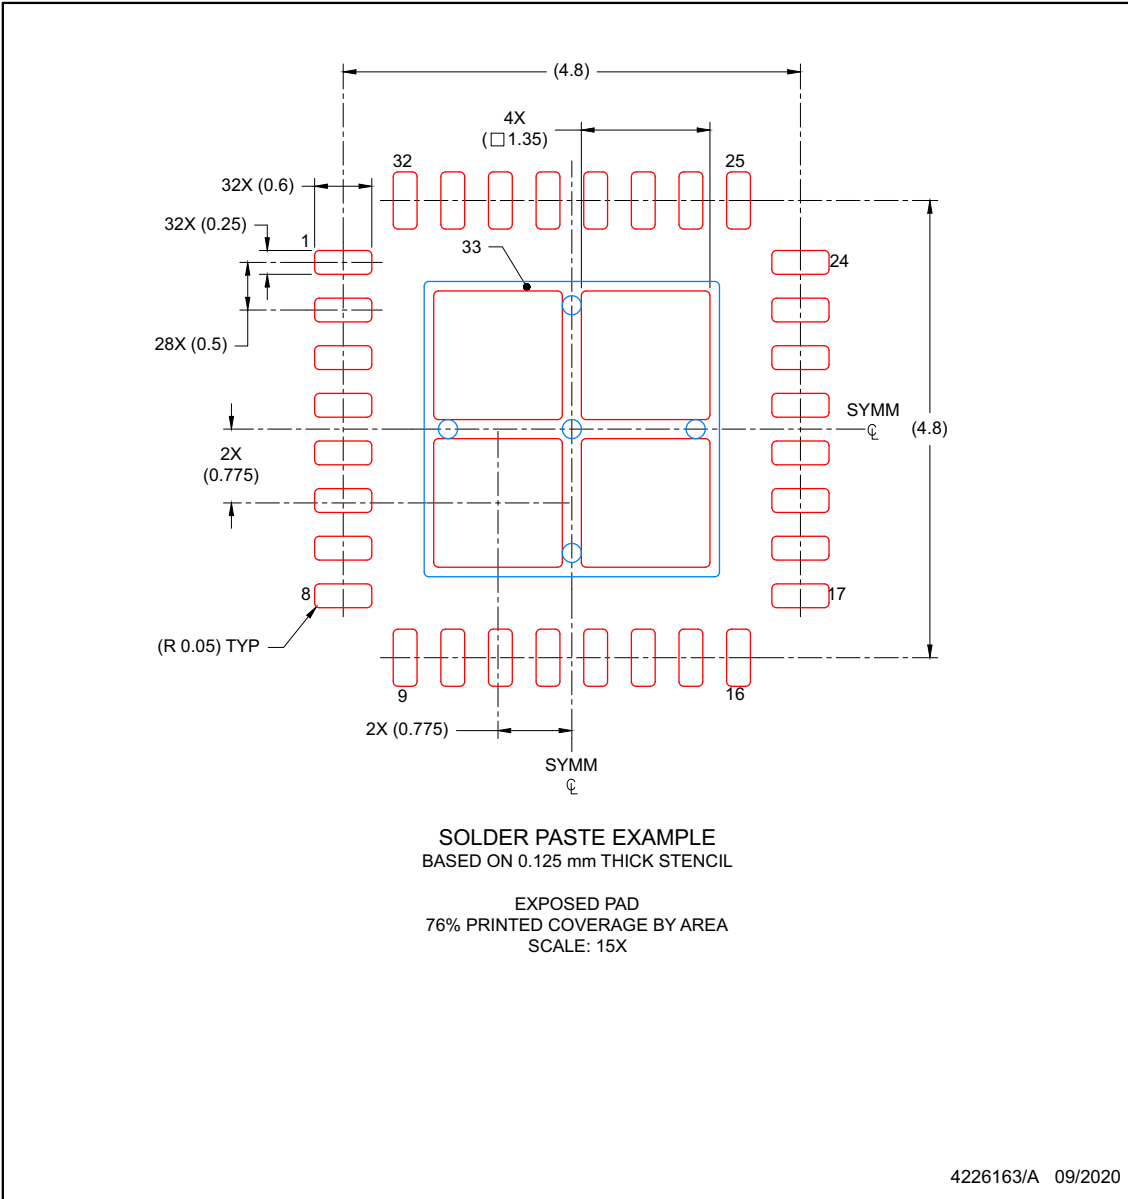 (4.8)
4X
(□1.35)
32
25
32X (0.6)
32X (0.25)
1
33
24
28X (0.5)
SYMM
℄
(4.8)
2X
(0.775)
8
17
(R 0.05) TYP
9
16
2X (0.775)
SYMM
℄
SOLDER PASTE EXAMPLE
BASED ON 0.125 mm THICK STENCIL
EXPOSED PAD
76% PRINTED COVERAGE BY AREA
SCALE: 15X
4226163/A 09/2020